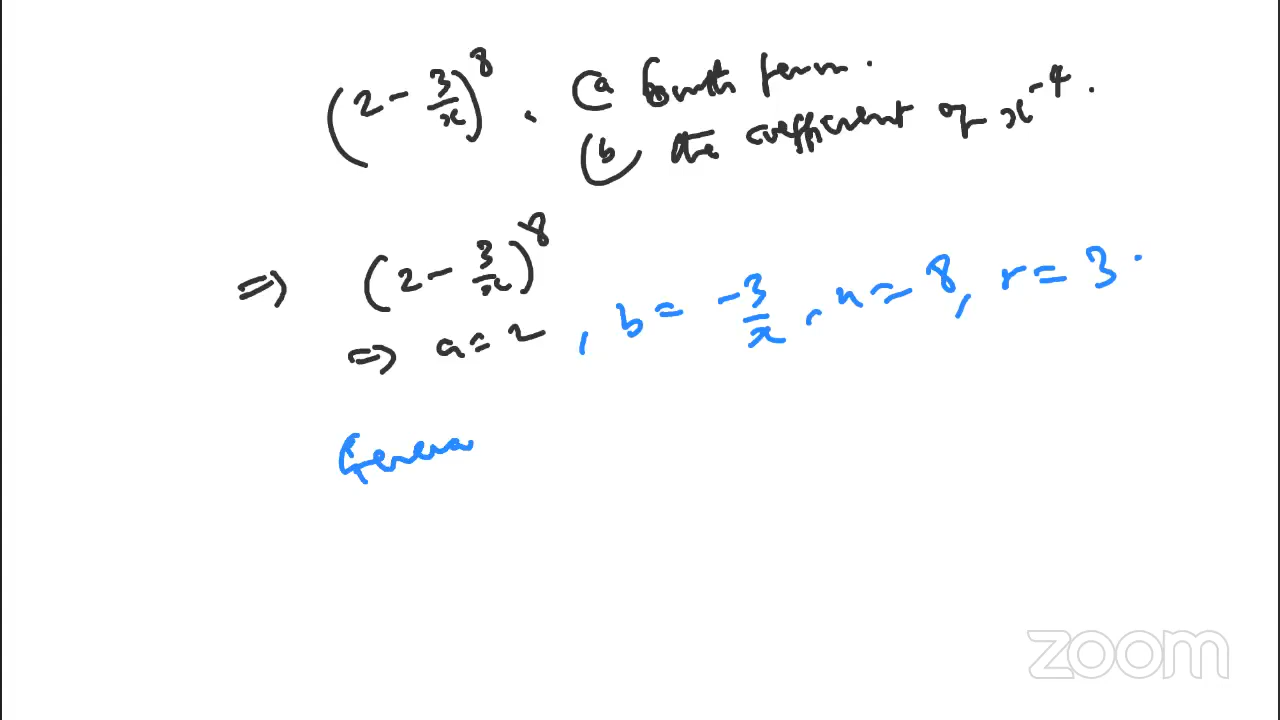 (2 - 3/x)^8 . (a fourth term .
(b) the coefficient of x^-4 .
=> (2 - 3/x)^8
=> a = 2 , b = -3/x , n = 8, r = 3 .
Genera
zoom